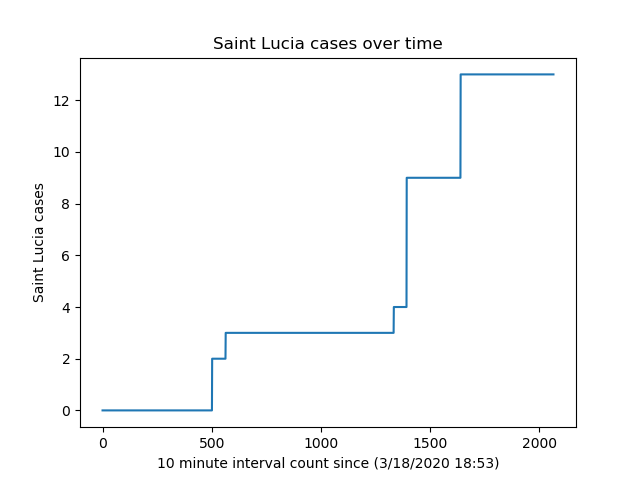 Saint Lucia cases over time
Saint Lucia cases
12
10
8
6
4
2
0
0 500 1000 1500 2000
10 minute interval count since (3/18/2020 18:53)